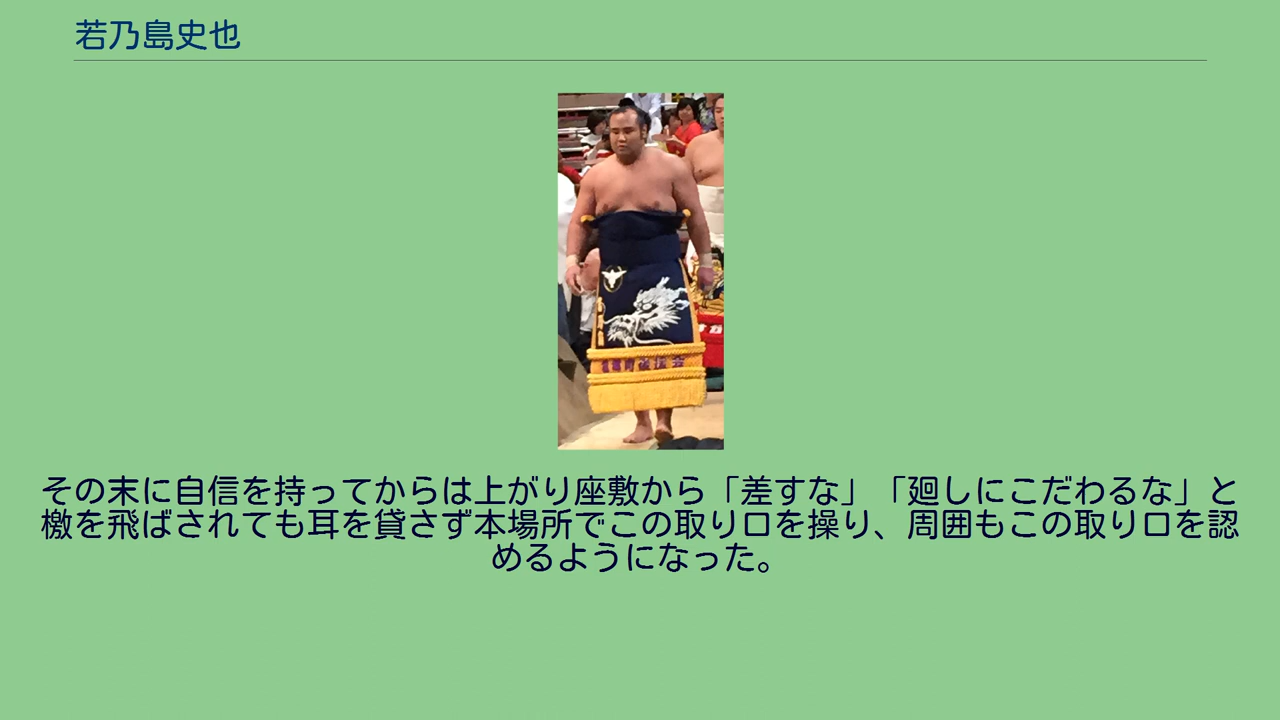 若乃島史也
その末に自信を持ってからは上がり座敷から「差すな」「廻しにこだわるな」と
檄を飛ばされても耳を貸さず本場所でこの取り口を操り、周囲もこの取り口を認
めるようになった。